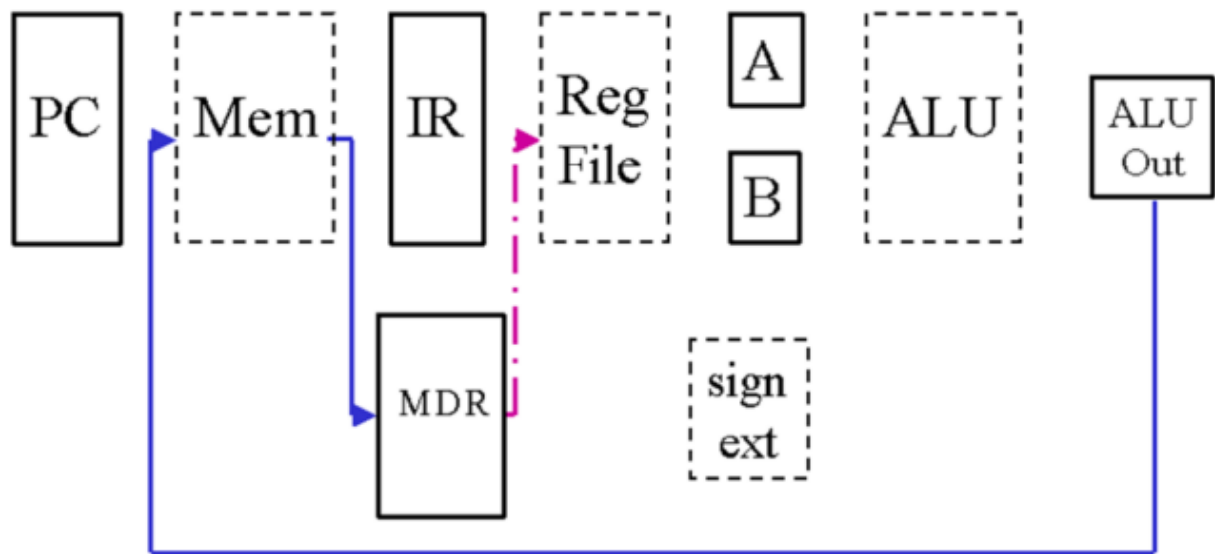 PC
Mem
IR
Reg
File
A
B
ALU
ALU
Out
MDR
sign
ext